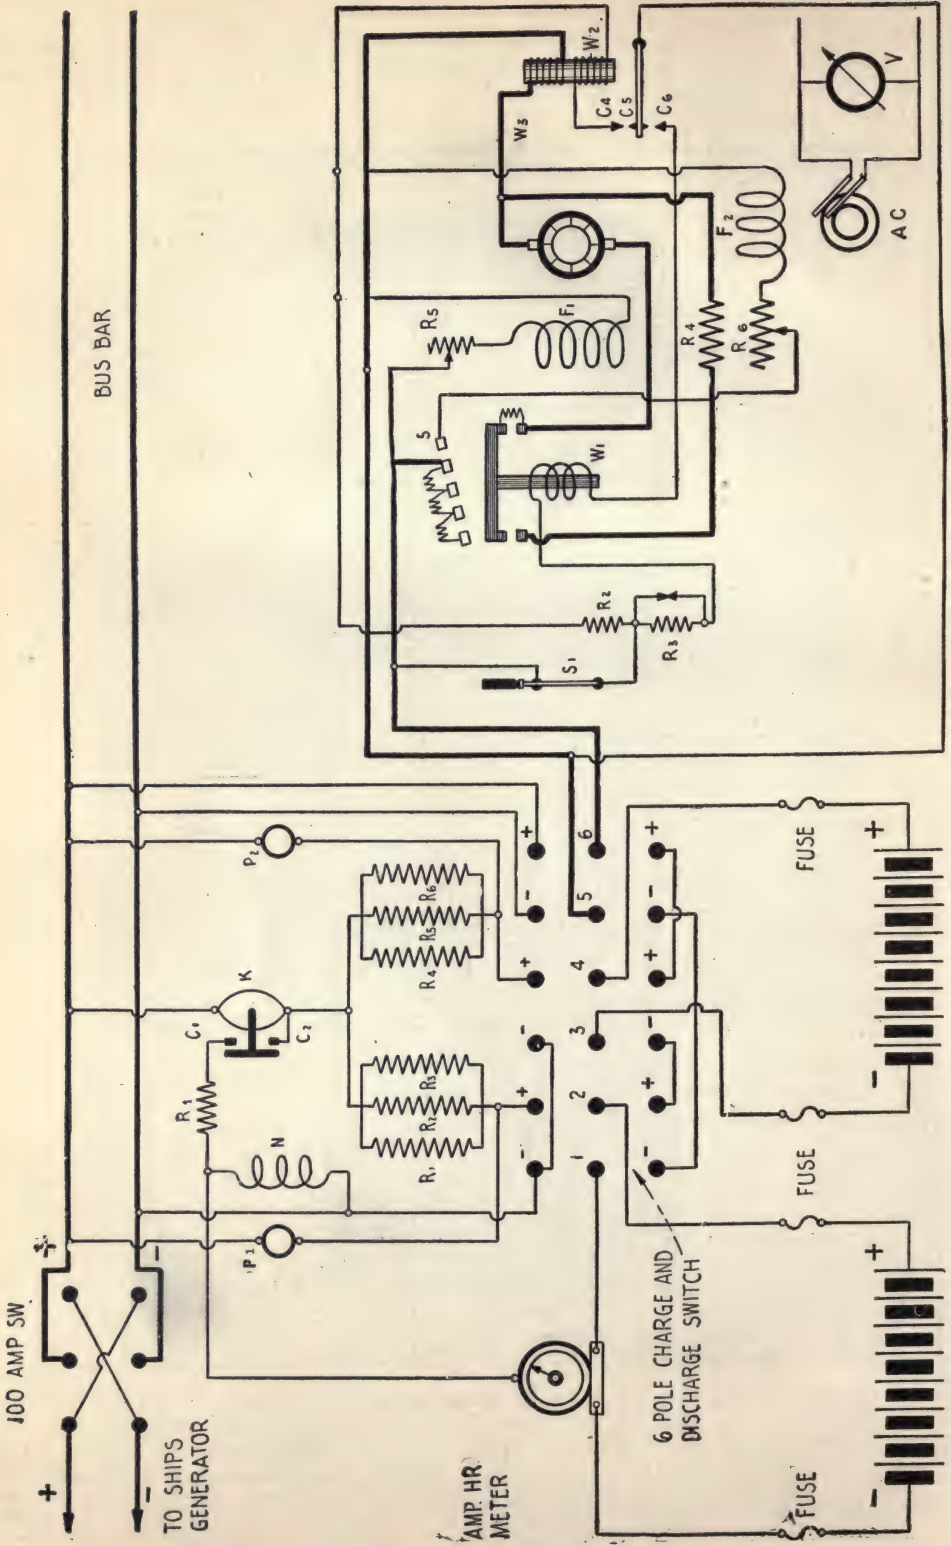 100 AMP SW
+
-
+
-
TO SHIPS
GENERATOR
BUS BAR
AMP. HR.
METER
P1
N
R1
C1
C2
K
P2
R1
R2
R3
R4
R5
R6
- + - + - +
1 2 3 4 5 6
- + - + - +
6 POLE CHARGE AND
DISCHARGE SWITCH
FUSE
FUSE
FUSE
- +
- +
S1
R2
R3
S
R5
F1
W1
W3
W2
C4
C5
C6
R4
R6
F2
AC
V